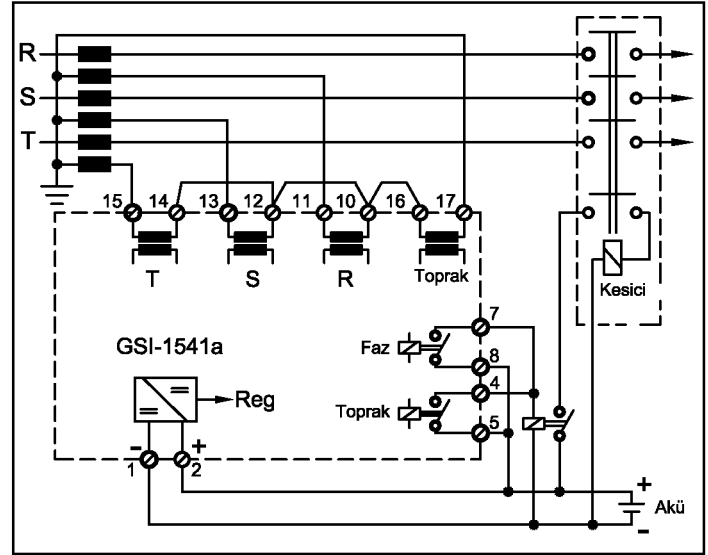 R
S
T
15 14 13 12 11 10 16 17
T S R Toprak
Kesici
GSI-1541a
Faz
7
8
Toprak
4
5
Reg
- +
1 2
+
Akü
-